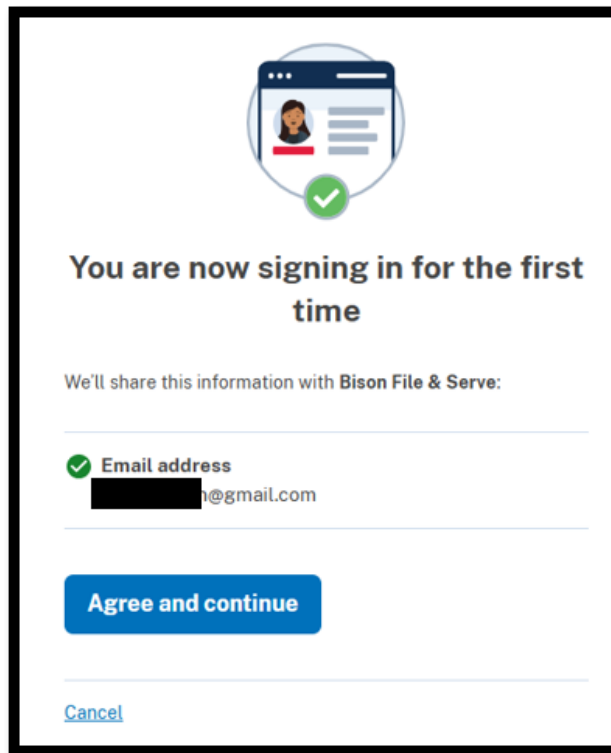 You are now signing in for the first
time
We'll share this information with Bison File & Serve:
Email address
@gmail.com
Agree and continue
Cancel